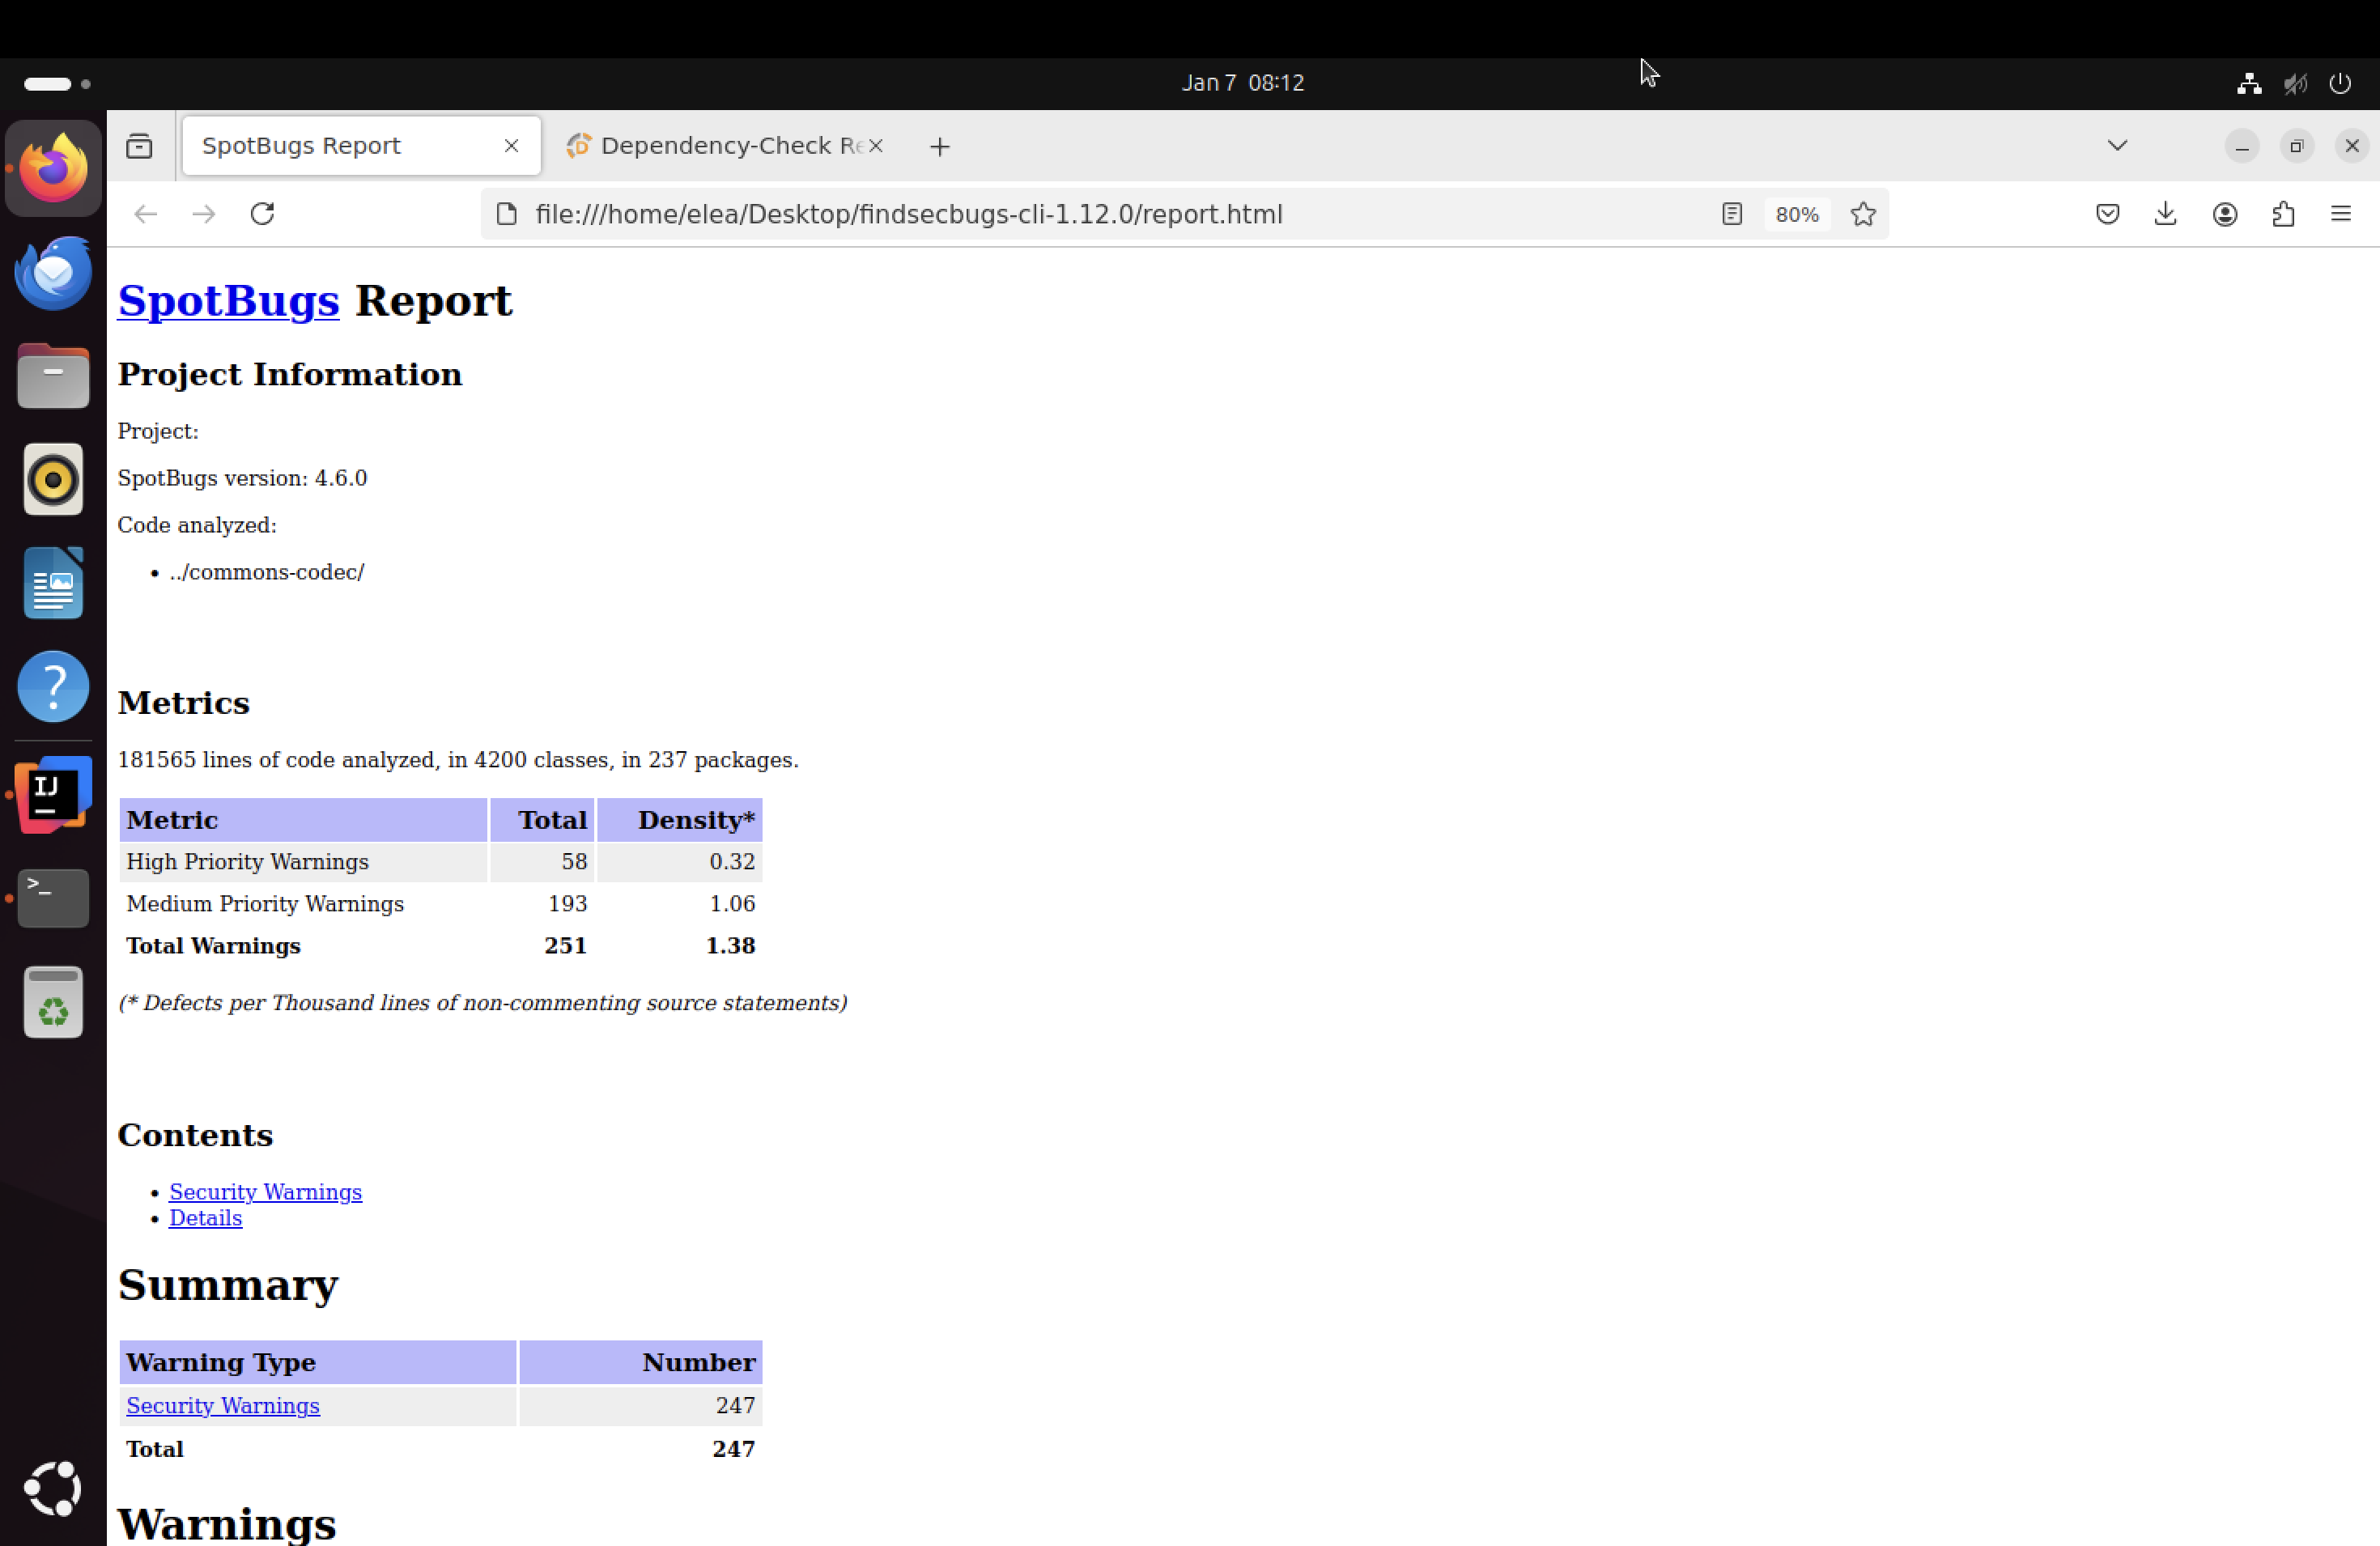 Jan 7 08:12
SpotBugs Report
Dependency-Check Re
file:///home/elea/Desktop/findsecbugs-cli-1.12.0/report.html
80%
SpotBugs Report
Project Information
Project:
SpotBugs version: 4.6.0
Code analyzed:
• ../commons-codec/
Metrics
181565 lines of code analyzed, in 4200 classes, in 237 packages.
Metric Total Density*
High Priority Warnings 58 0.32
Medium Priority Warnings 193 1.06
Total Warnings 251 1.38
(* Defects per Thousand lines of non-commenting source statements)
Contents
• Security Warnings
• Details
Summary
Warning Type Number
Security Warnings 247
Total 247
Warnings
IJ
>_
?